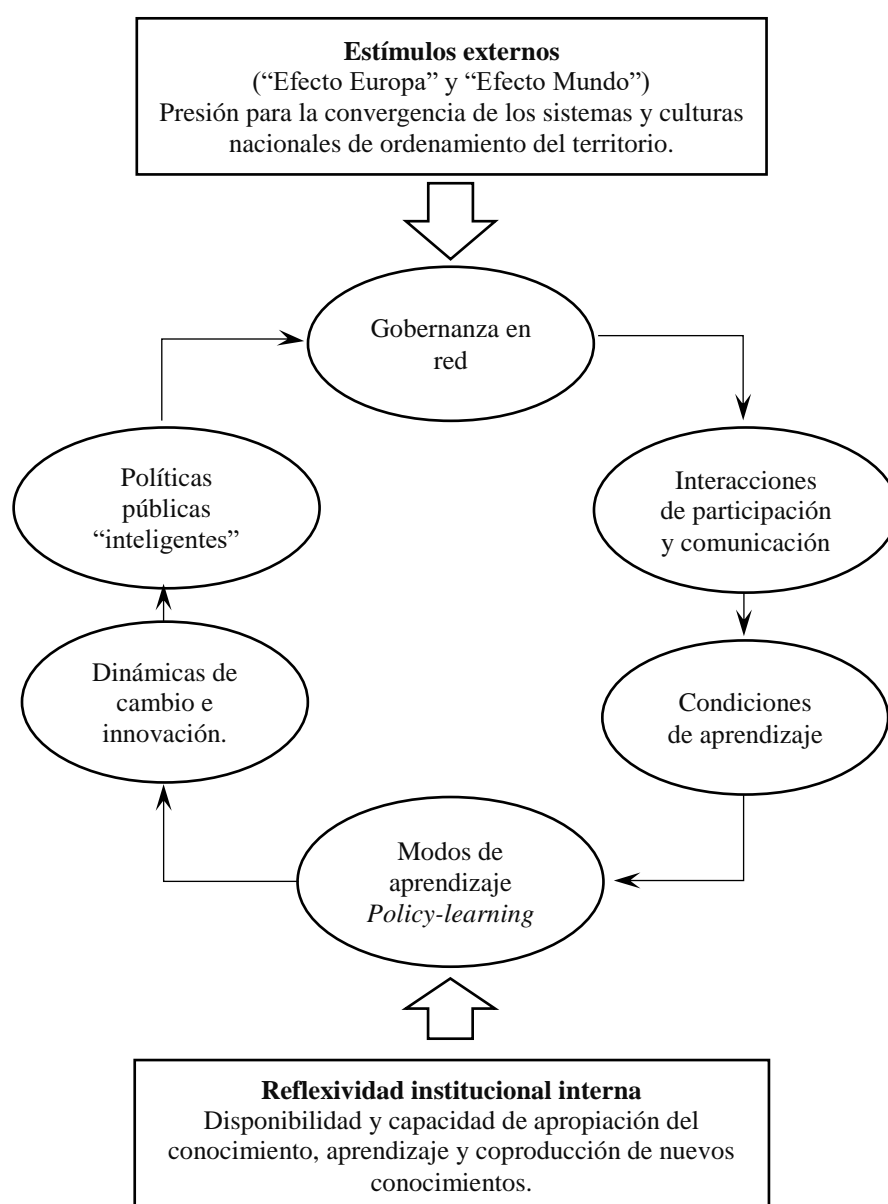 Estímulos externos
(“Efecto Europa” y “Efecto Mundo”)
Presión para la convergencia de los sistemas y culturas
nacionales de ordenamiento del territorio.
Gobernanza en
red
Políticas
públicas
“inteligentes”
Interacciones
de participación
y comunicación
Dinámicas de
cambio e
innovación.
Condiciones
de aprendizaje
Modos de
aprendizaje
Policy-learning
Reflexividad institucional interna
Disponibilidad y capacidad de apropiación del
conocimiento, aprendizaje y coproducción de nuevos
conocimientos.